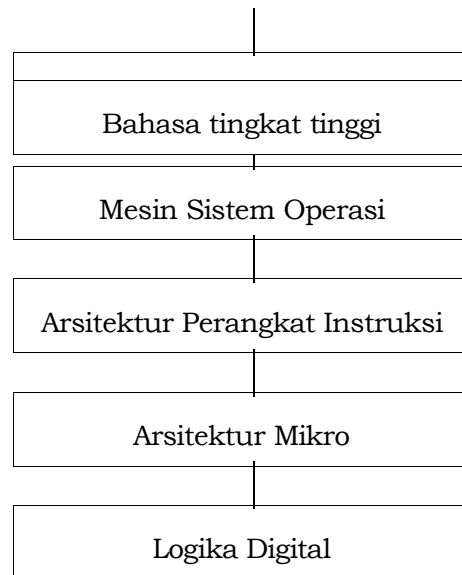 Bahasa tingkat tinggi
Mesin Sistem Operasi
Arsitektur Perangkat Instruksi
Arsitektur Mikro
Logika Digital